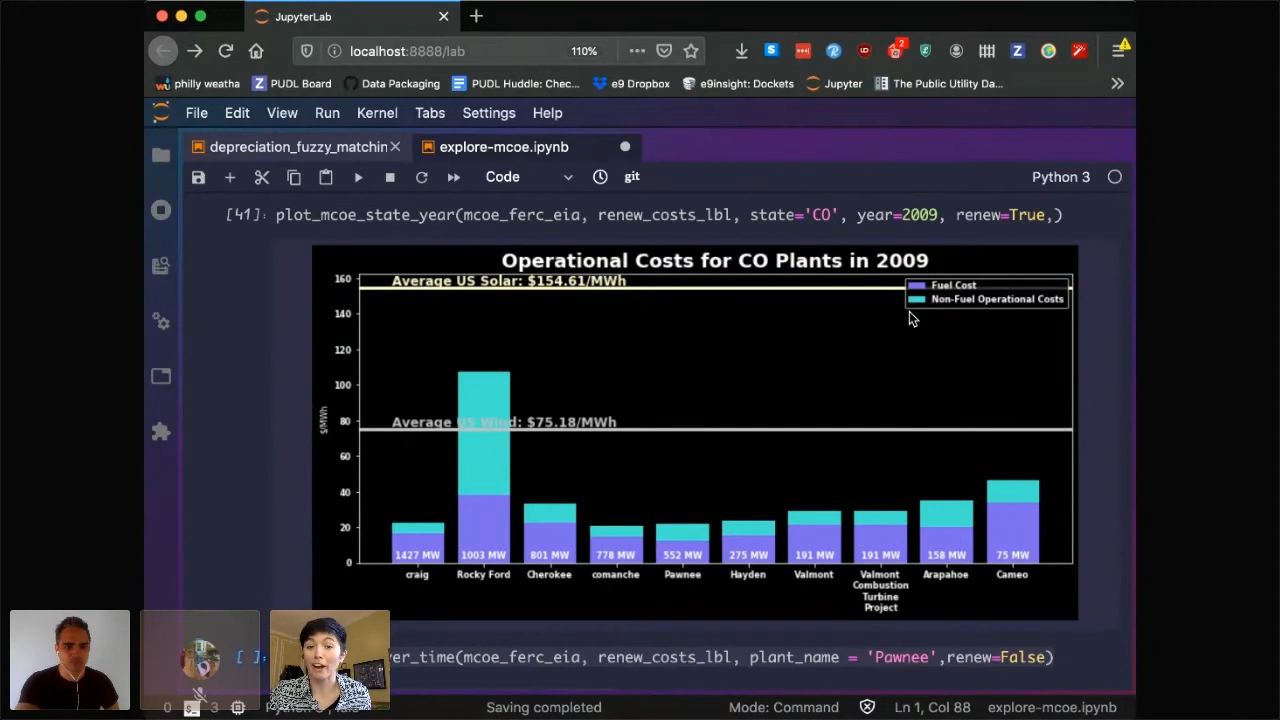 JupyterLab
localhost:8888/lab 110%
2
philly weatha PUDL Board Data Packaging PUDL Huddle: Chec... e9 Dropbox e9insight: Dockets Jupyter The Public Utility Da...
File Edit View Run Kernel Tabs Settings Help
depreciation_fuzzy_matchin explore-mcoe.ipynb
Code git Python 3
[41]: plot_mcoe_state_year(mcoe_ferc_eia, renew_costs_lbl, state='CO', year=2009, renew=True,)
Operational Costs for CO Plants in 2009
Average US Solar: $154.61/MWh
Fuel Cost
Non-Fuel Operational Costs
160
140
120
100
80
60
40
20
0
$/MWh
Average US Wind: $75.18/MWh
1427 MW 1003 MW 801 MW 778 MW 552 MW 275 MW 191 MW 191 MW 158 MW 75 MW
craig Rocky Ford Cherokee comanche Pawnee Hayden Valmont Valmont Arapahoe Cameo
Combustion
Turbine
Project
[ ]: ver_time(mcoe_ferc_eia, renew_costs_lbl, plant_name = 'Pawnee',renew=False)
0 3 Saving completed Mode: Command Ln 1, Col 88 explore-mcoe.ipynb